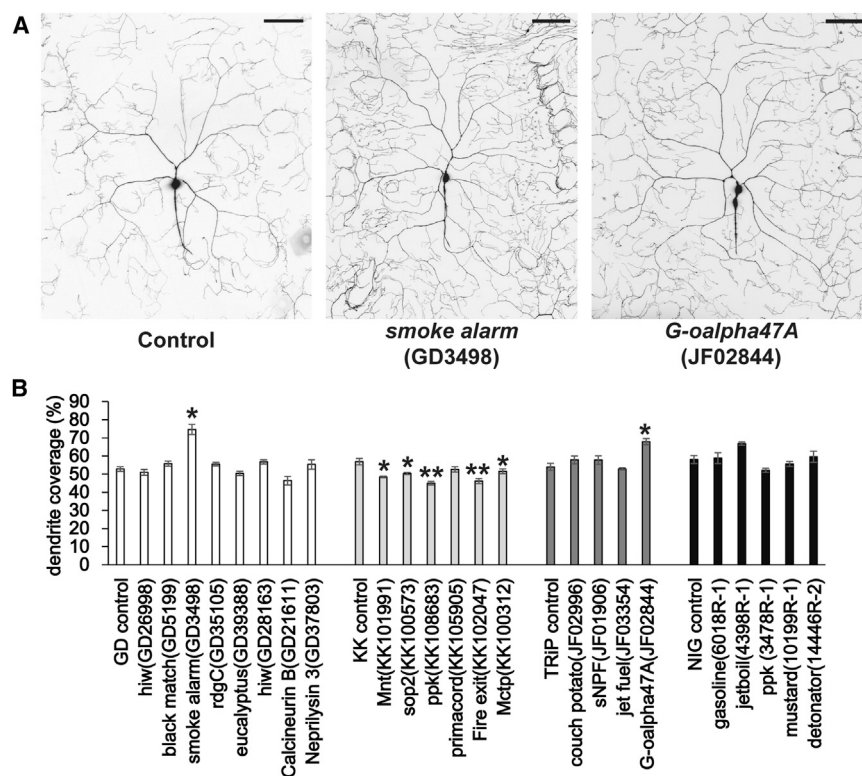 A
Control
smoke alarm
(GD3498)
G-oalpha47A
(JF02844)
B
dendrite coverage (%)
100
90
80
70
60
50
40
30
20
10
0
*
* * ** ** *
*
GD control
hiw(GD26998)
black match(GD5199)
smoke alarm(GD3498)
rdgC(GD35105)
eucalyptus(GD39388)
hiw(GD28163)
Calcineurin B(GD21611)
Neprilysin 3(GD37803)
KK control
Mnt(KK101991)
sop2(KK100573)
ppk(KK108683)
primacord(KK105905)
Fire exit(KK102047)
Mctp(KK100312)
TRiP control
couch potato(JF02996)
sNPF(JF01906)
jet fuel(JF03354)
G-oalpha47A(JF02844)
NIG control
gasoline(6018R-1)
jetboil(4398R-1)
ppk (3478R-1)
mustard(10199R-1)
detonator(14446R-2)